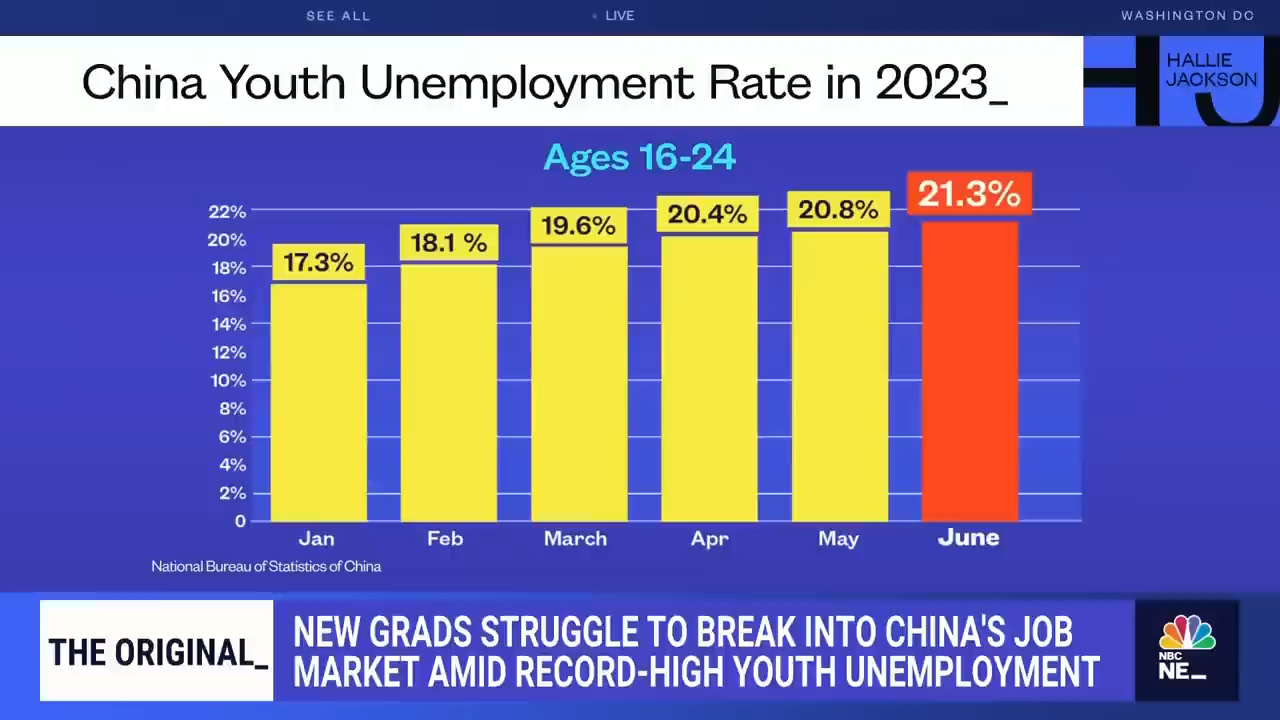 SEE ALL
LIVE
WASHINGTON DC
China Youth Unemployment Rate in 2023_
HALLIE
JACKSON
Ages 16-24
22%
20%
18%
16%
14%
12%
10%
8%
6%
4%
2%
0
17.3%
18.1 %
19.6%
20.4%
20.8%
21.3%
Jan
Feb
March
Apr
May
June
National Bureau of Statistics of China
THE ORIGINAL_
NEW GRADS STRUGGLE TO BREAK INTO CHINA'S JOB
MARKET AMID RECORD-HIGH YOUTH UNEMPLOYMENT
NBC
NE_